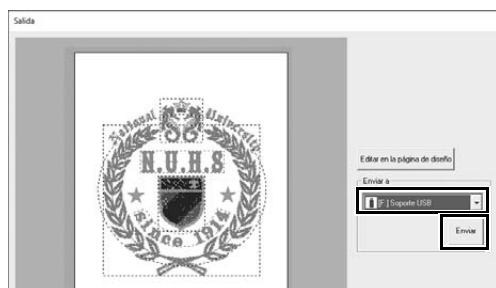 Salida
National University
N.U.H.S
since 1914
Editar en la página de diseño
Enviar a
[F:] Soporte USB
Enviar